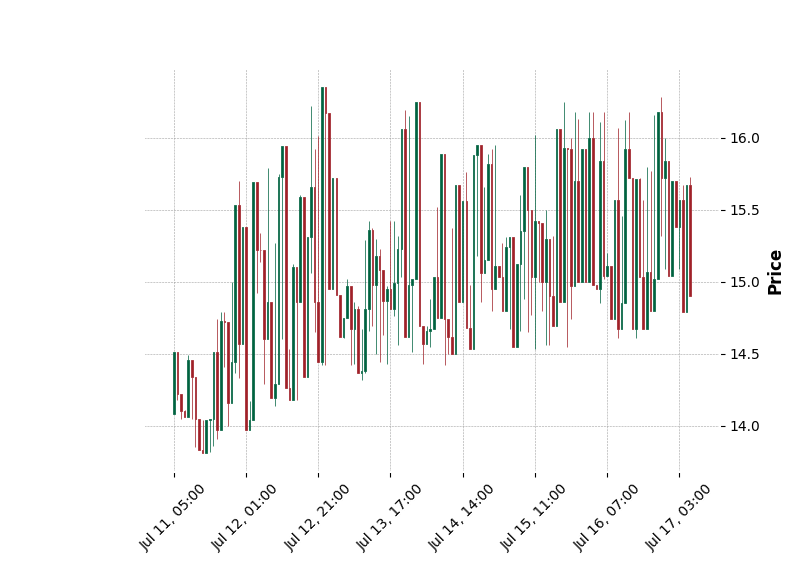 16.0
15.5
15.0
14.5
14.0
Price
Jul 11, 05:00
Jul 12, 01:00
Jul 12, 21:00
Jul 13, 17:00
Jul 14, 14:00
Jul 15, 11:00
Jul 16, 07:00
Jul 17, 03:00